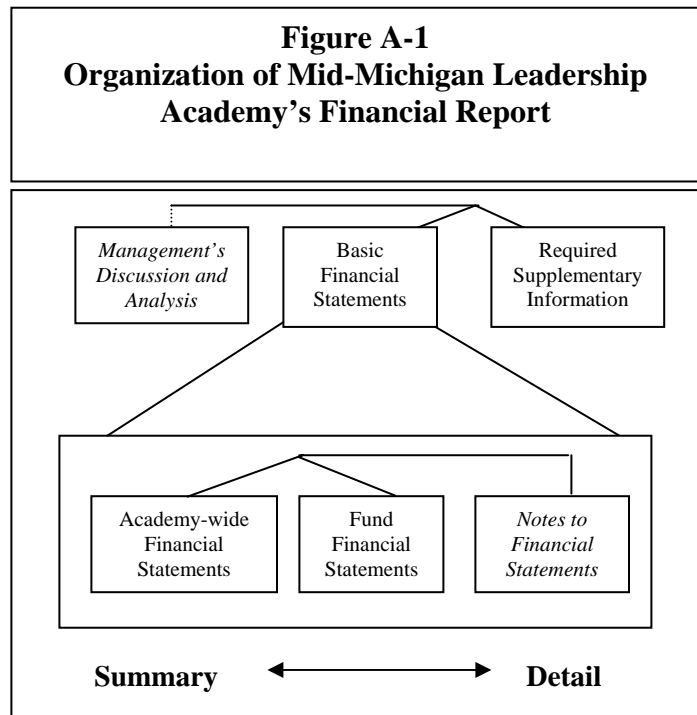 Figure A-1
Organization of Mid-Michigan Leadership
Academy’s Financial Report
Management’s
Discussion and
Analysis
Basic
Financial
Statements
Required
Supplementary
Information
Academy-wide
Financial
Statements
Fund
Financial
Statements
Notes to
Financial
Statements
Summary
Detail